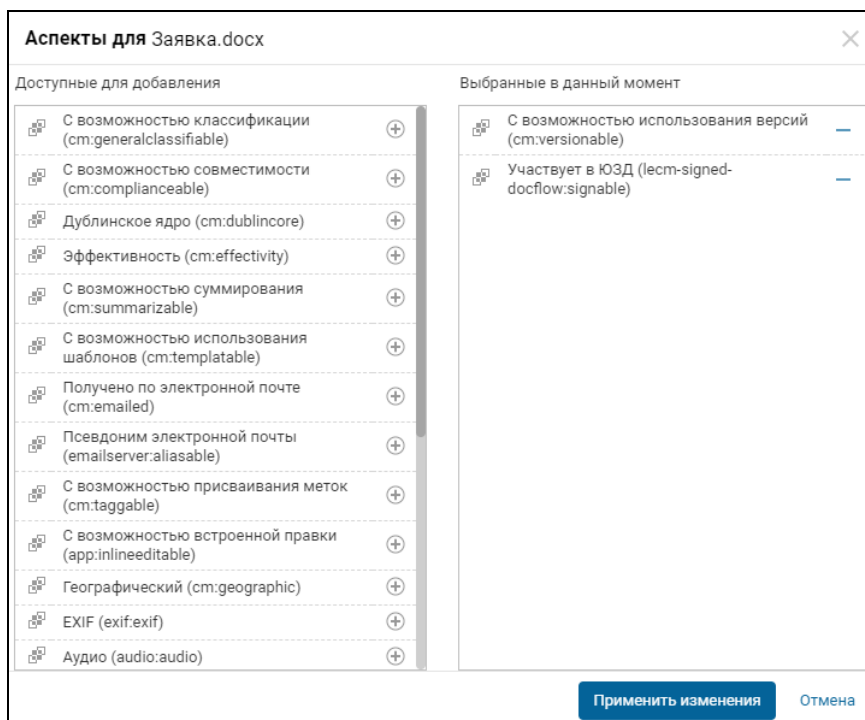 Аспекты для Заявка.docx
Доступные для добавления
С возможностью классификации
(cm:generalclassifiable)
С возможностью совместимости
(cm:complianceable)
Дублинское ядро (cm:dublincore)
Эффективность (cm:effectivity)
С возможностью суммирования
(cm:summarizable)
С возможностью использования
шаблонов (cm:templatable)
Получено по электронной почте
(cm:emailed)
Псевдоним электронной почты
(emailserver:aliasable)
С возможностью присваивания меток
(cm:taggable)
С возможностью встроенной правки
(app:inlineeditable)
Географический (cm:geographic)
EXIF (exif:exif)
Аудио (audio:audio)
Выбранные в данный момент
С возможностью использования версий
(cm:versionable)
Участвует в ЮЗД (lecm-signed-
docflow:signable)
Применить изменения
Отмена